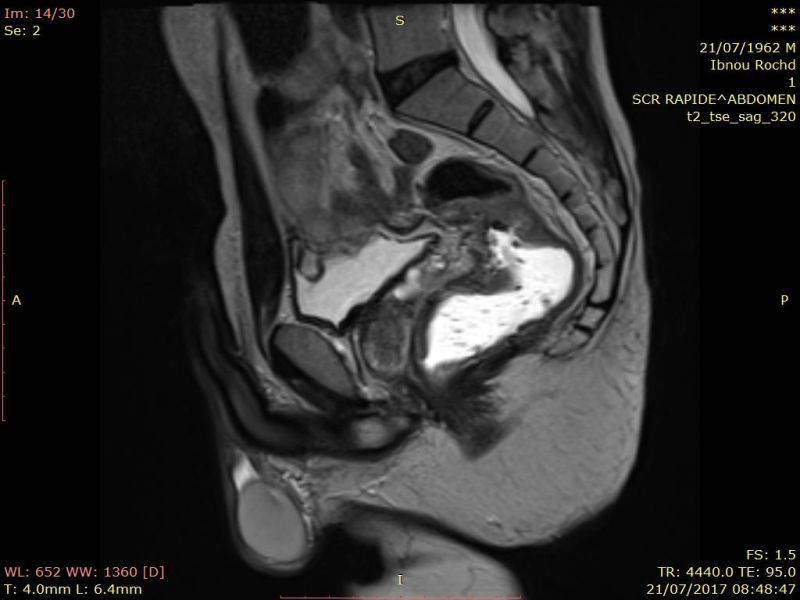 Im: 14/30
Se: 2
S
***
***
21/07/1962 M
Ibnou Rochd
1
SCR RAPIDE^ABDOMEN
t2_tse_sag_320
A
P
WL: 652 WW: 1360 [D]
T: 4.0mm L: 6.4mm
I
FS: 1.5
TR: 4440.0 TE: 95.0
21/07/2017 08:48:47